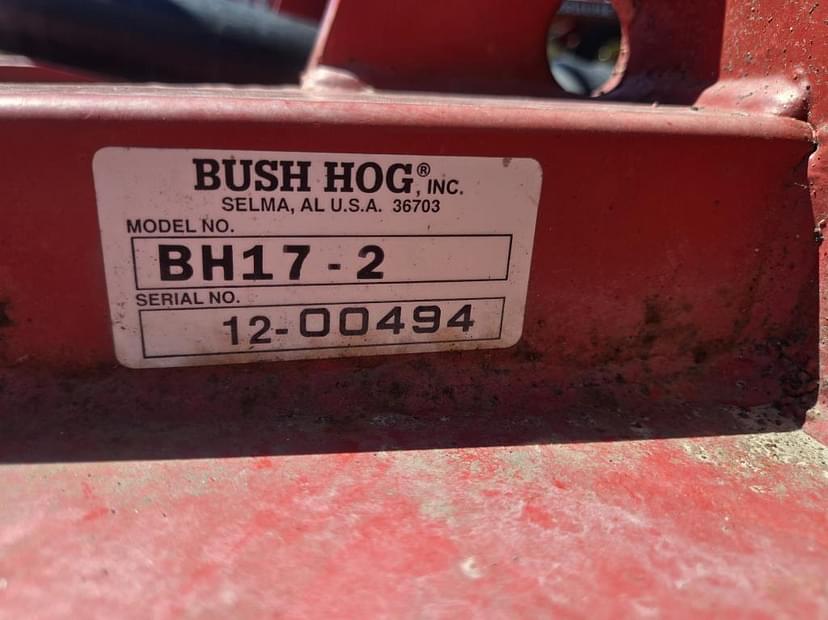 BUSH HOG®, INC.
SELMA, AL U.S.A. 36703
MODEL NO.
BH17-2
SERIAL NO.
12-00494